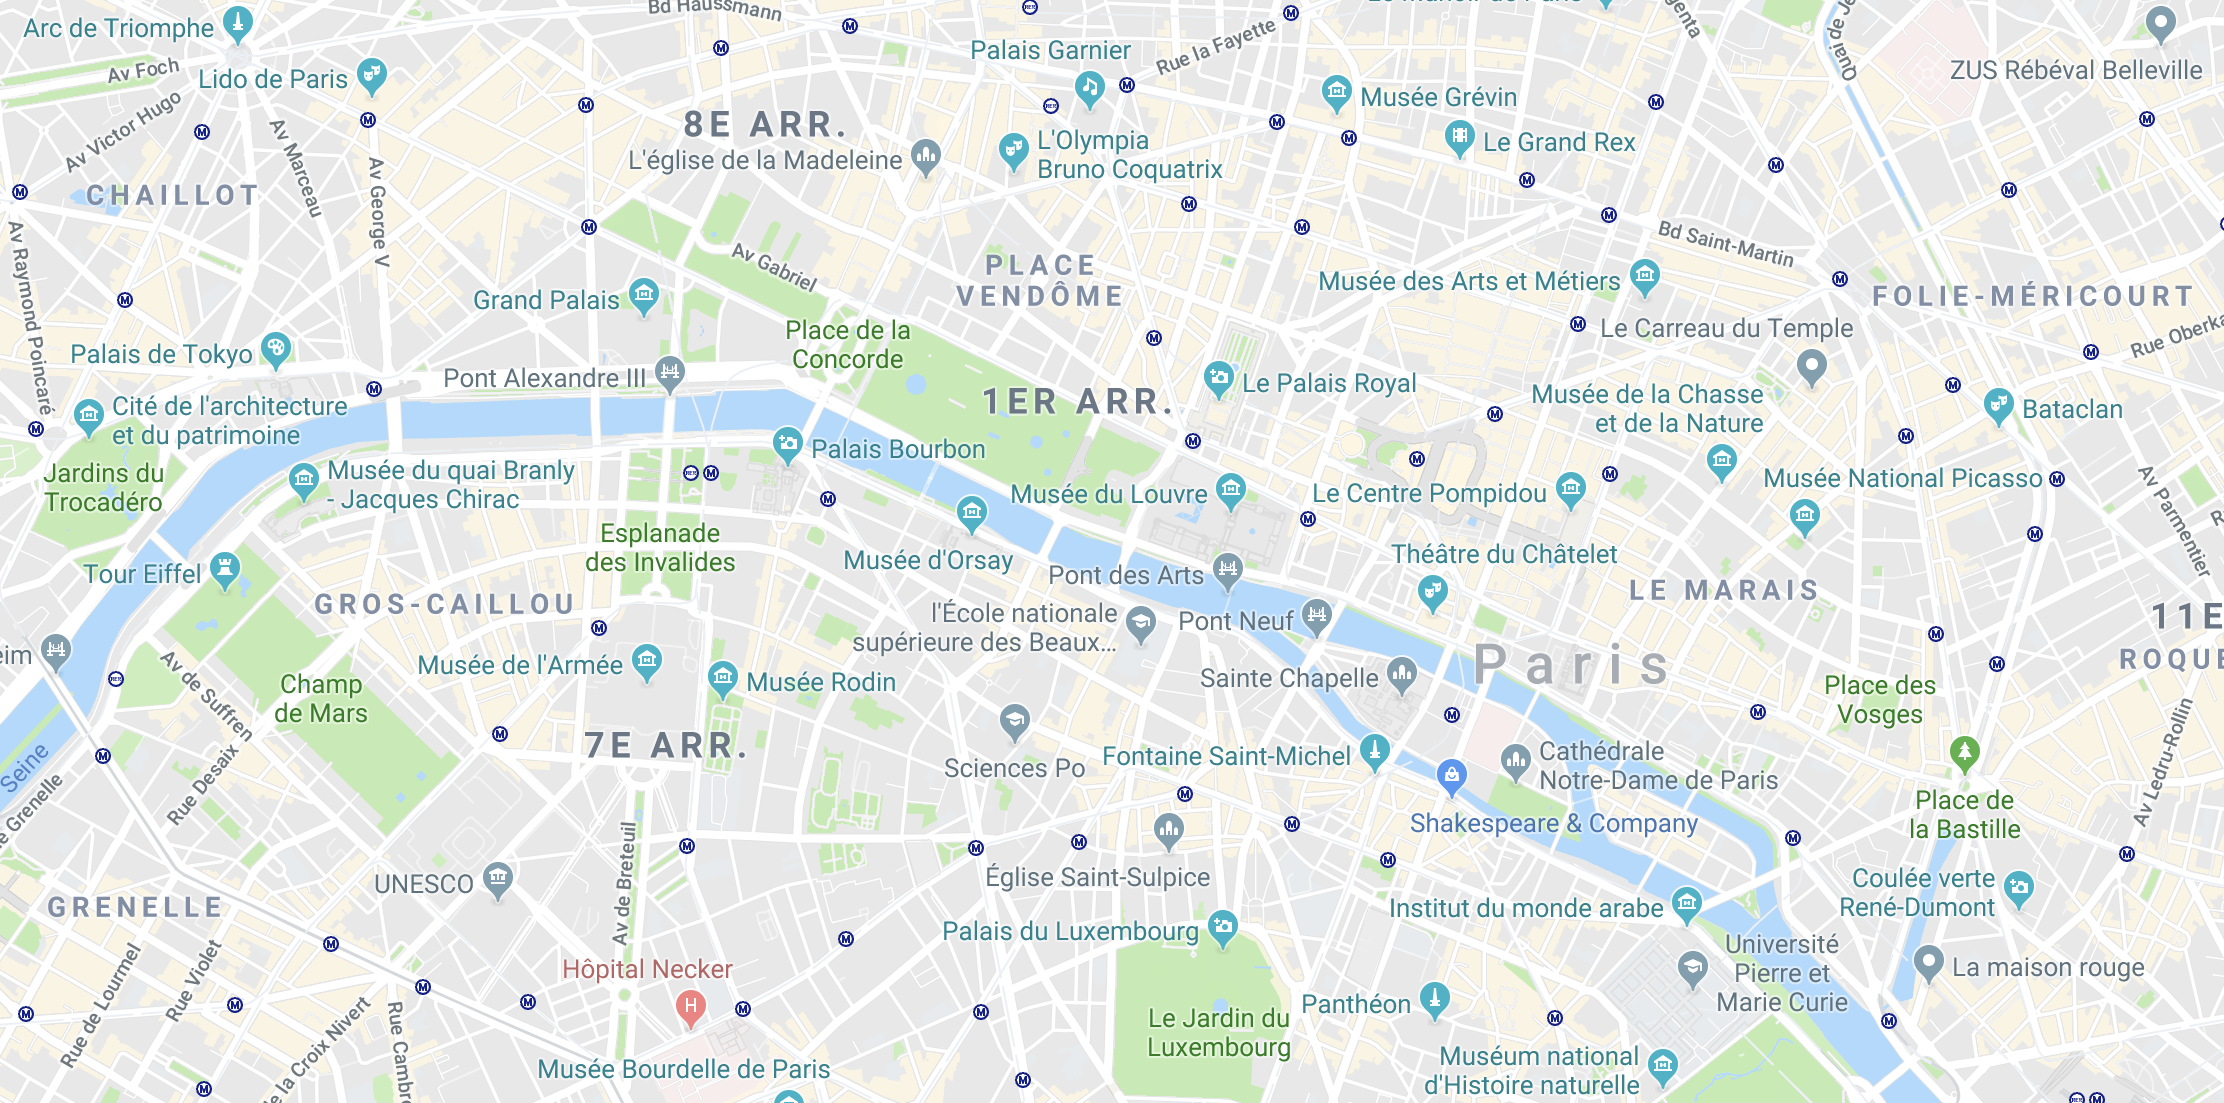 Bd Haussmann
Arc de Triomphe
Av Foch
Lido de Paris
Av Victor Hugo
Av Marceau
Av George V
CHAILLOT
Av Raymond Poincaré
8E ARR.
L'église de la Madeleine
Palais Garnier
Rue la Fayette
L'Olympia
Bruno Coquatrix
Musée Grévin
Le Grand Rex
ZUS Rébéval Belleville
Bd Saint-Martin
Av Gabriel
PLACE
VENDÔME
Grand Palais
Musée des Arts et Métiers
FOLIE-MÉRICOURT
Le Carreau du Temple
Rue Oberka
Palais de Tokyo
Place de la
Concorde
Pont Alexandre III
1ER ARR.
Le Palais Royal
Musée de la Chasse
et de la Nature
Bataclan
Cité de l'architecture
et du patrimoine
Palais Bourbon
Jardins du
Trocadéro
Musée du quai Branly
- Jacques Chirac
Musée du Louvre
Le Centre Pompidou
Musée National Picasso
Av Parmentier
Esplanade
des Invalides
Musée d'Orsay
Théâtre du Châtelet
Tour Eiffel
Pont des Arts
GROS-CAILLOU
LE MARAIS
l'École nationale
supérieure des Beaux...
Pont Neuf
11E
ROQUE
eim
Musée de l'Armée
Musée Rodin
Sainte Chapelle
Paris
Av de Suffren
Champ
de Mars
Place des
Vosges
7E ARR.
Sciences Po
Fontaine Saint-Michel
Cathédrale
Notre-Dame de Paris
Seine
Rue Desaix
Av Ledru-Rollin
Shakespeare & Company
Place de
la Bastille
Av de Breteuil
UNESCO
Église Saint-Sulpice
Coulée verte
René-Dumont
GRENELLE
Institut du monde arabe
Palais du Luxembourg
Université
Pierre et
Marie Curie
La maison rouge
Hôpital Necker
Rue de Lourmel
Rue Violet
Panthéon
Le Jardin du
Luxembourg
Musée Bourdelle de Paris
Muséum national
d'Histoire naturelle